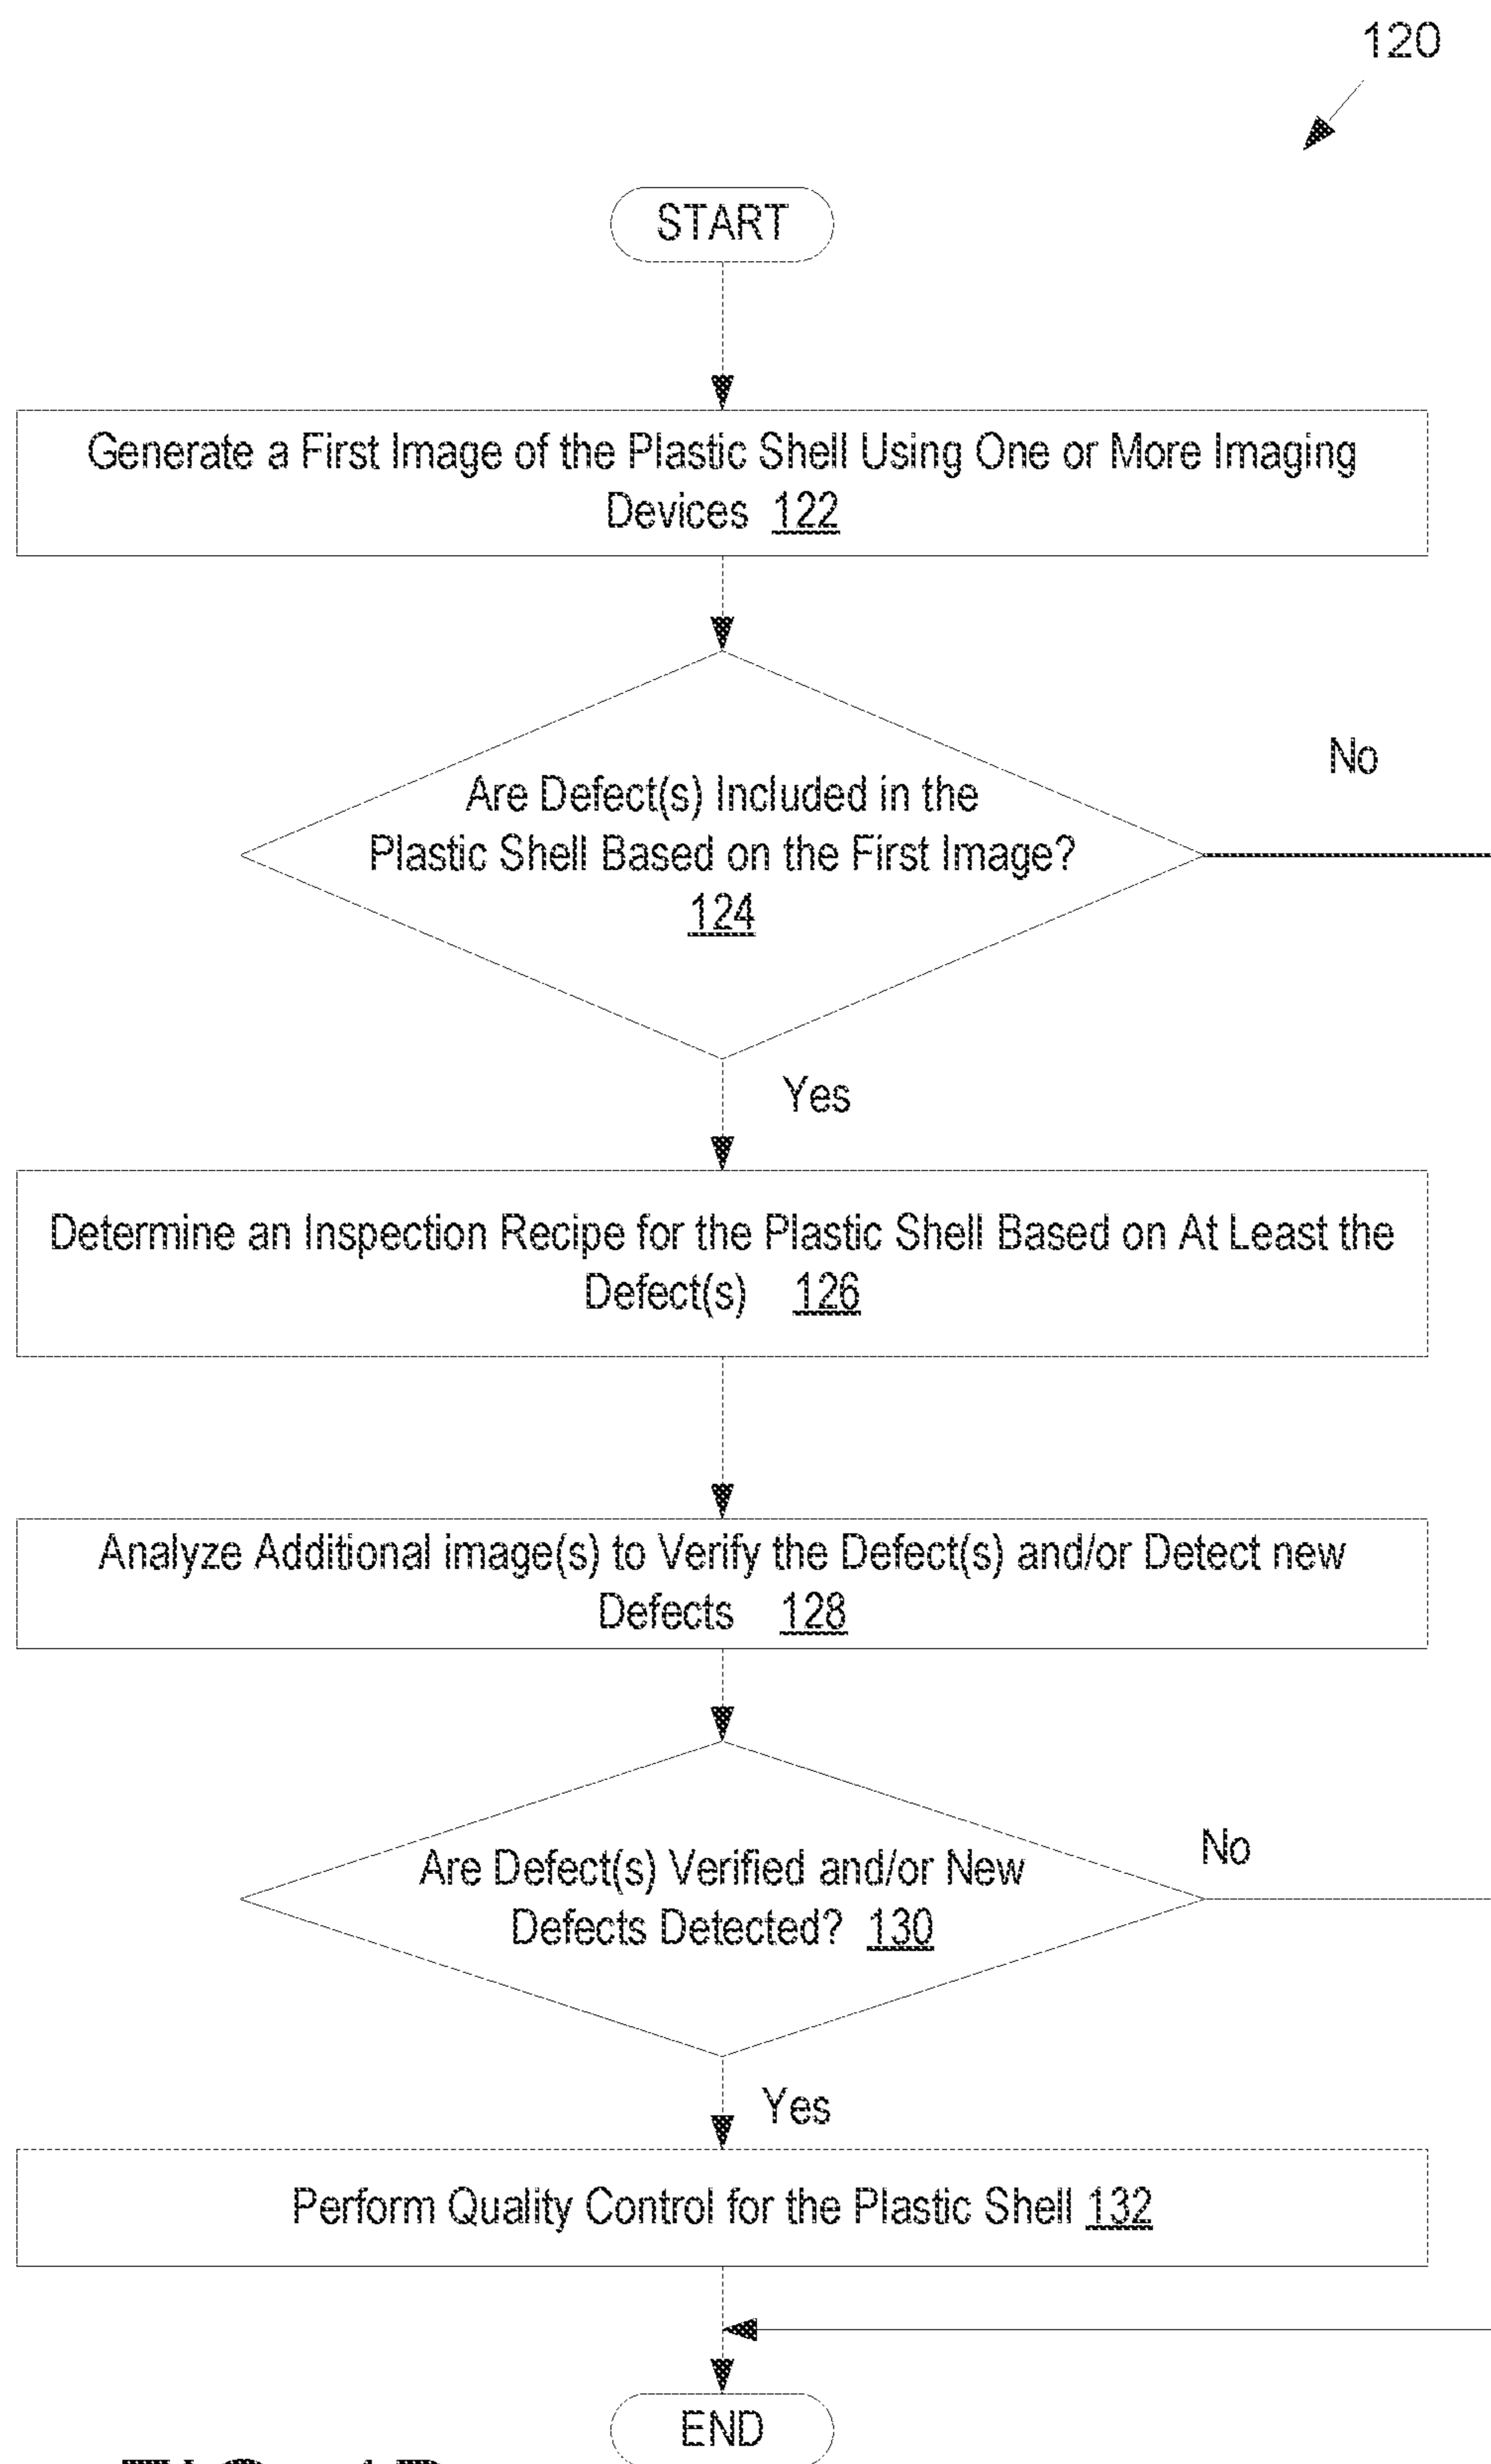 120
START
Generate a First Image of the Plastic Shell Using One or More Imaging
Devices 122
Are Defect(s) Included in the
Plastic Shell Based on the First Image?
124
No
Yes
Determine an Inspection Recipe for the Plastic Shell Based on At Least the
Defect(s) 126
Analyze Additional image(s) to Verify the Defect(s) and/or Detect new
Defects 128
Are Defect(s) Verified and/or New
Defects Detected? 130
No
Yes
Perform Quality Control for the Plastic Shell 132
END